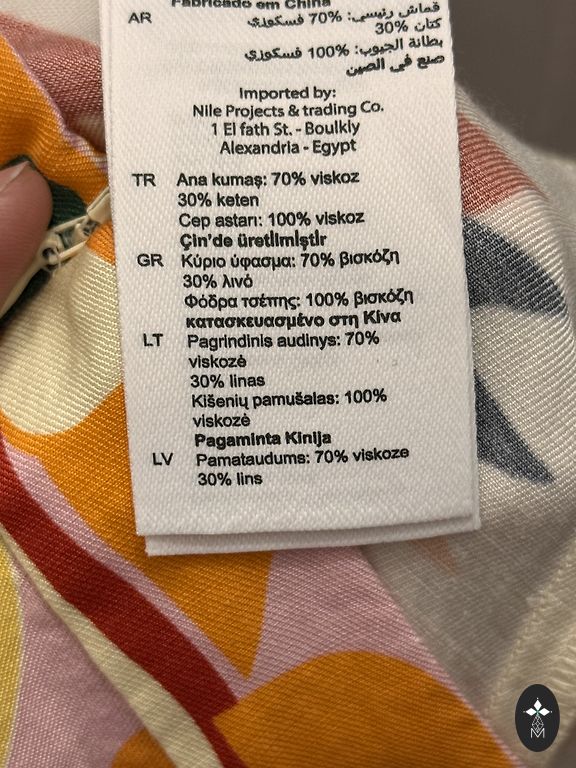 Fabricado em China
AR قماش رئيسي: 70% فسكوزي
30% كتان
بطانة الجيوب: 100% فسكوزي
صنع في الصين
Imported by:
Nile Projects & trading Co.
1 El fath St. - Boulkly
Alexandria - Egypt
TR Ana kumaş: 70% viskoz
30% keten
Cep astarı: 100% viskoz
Çin'de üretilmiştir
GR Κύριο ύφασμα: 70% βισκόζη
30% λινό
Φόδρα τσέπης: 100% βισκόζη
κατασκευασμένο στη Κίνα
LT Pagrindinis audinys: 70%
viskozė
30% linas
Kišenių pamušalas: 100%
viskozė
Pagaminta Kinija
LV Pamataudums: 70% viskoze
30% lins
M